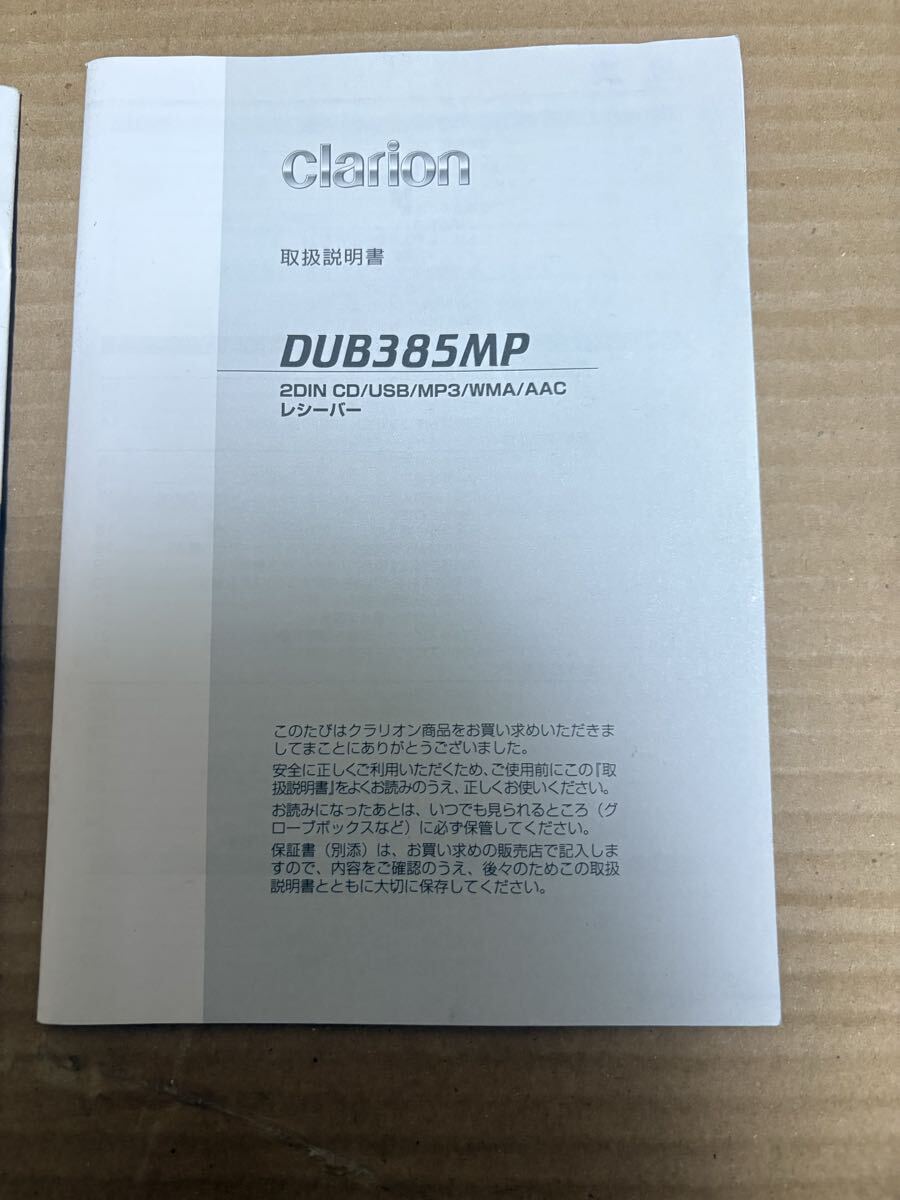 clarion
取扱説明書
DUB385MP
2DIN CD/USB/MP3/WMA/AAC
レシーバー
このたびはクラリオン商品をお買い求めいただきま
してまことにありがとうございました。
安全に正しくご利用いただくため、ご使用前にこの『取
扱説明書』をよくお読みのうえ、正しくお使いください。
お読みになったあとは、いつでも見られるところ（グ
ローブボックスなど）に必ず保管してください。
保証書（別添）は、お買い求めの販売店で記入しま
すので、内容をご確認のうえ、後々のためこの取扱
説明書とともに大切に保存してください。